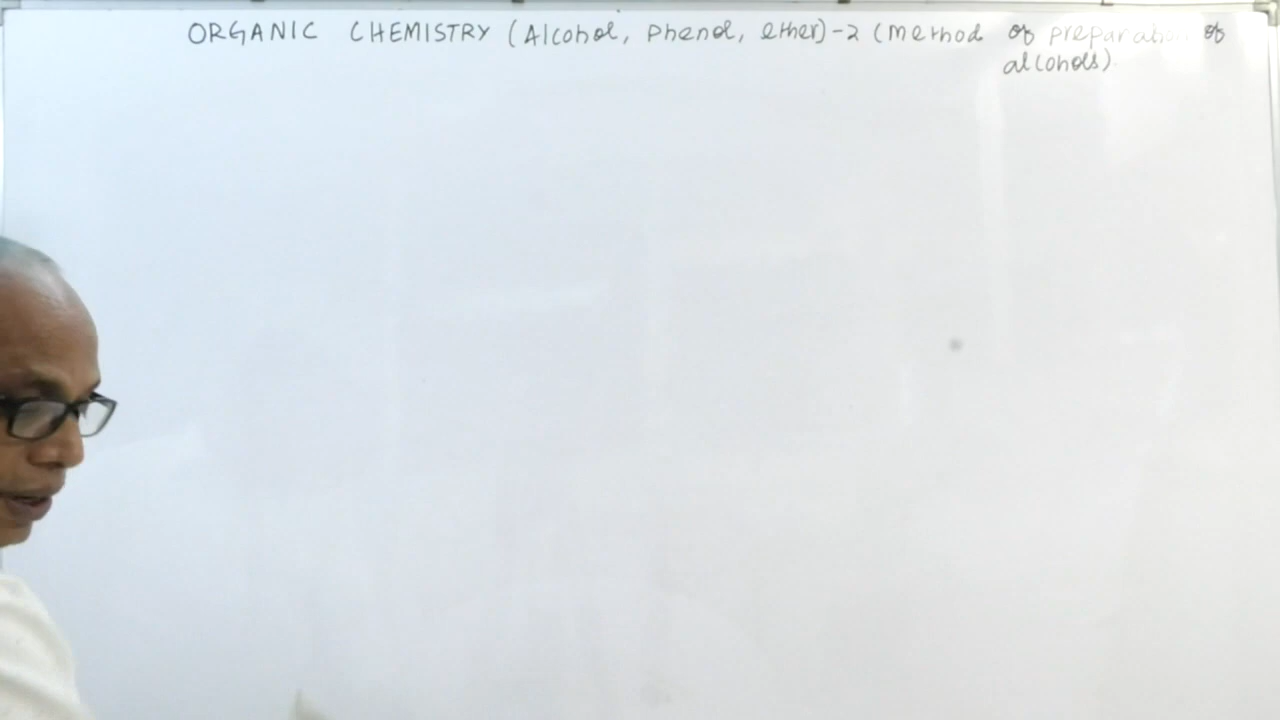 ORGANIC CHEMISTRY (Alcohol, Phenol, ether)-2 (method of preparation of
alcohols)